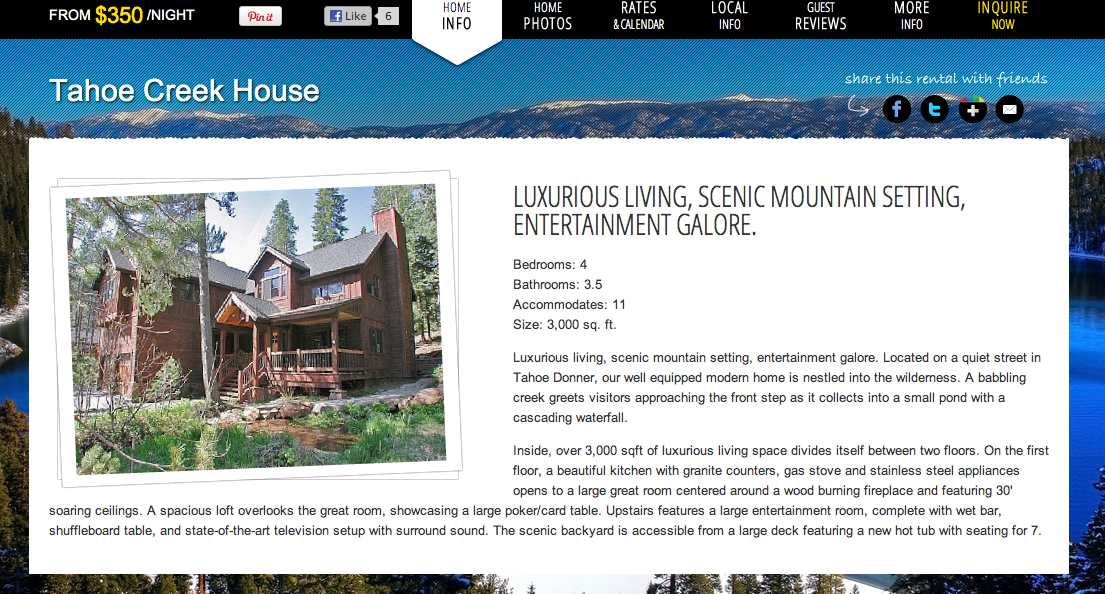 FROM $350 /NIGHT
Pin it
Like 6
HOME INFO
HOME PHOTOS
RATES & CALENDAR
LOCAL INFO
GUEST REVIEWS
MORE INFO
INQUIRE NOW
Tahoe Creek House
share this rental with friends
LUXURIOUS LIVING, SCENIC MOUNTAIN SETTING,
ENTERTAINMENT GALORE.
Bedrooms: 4
Bathrooms: 3.5
Accommodates: 11
Size: 3,000 sq. ft.
Luxurious living, scenic mountain setting, entertainment galore. Located on a quiet street in
Tahoe Donner, our well equipped modern home is nestled into the wilderness. A babbling
creek greets visitors approaching the front step as it collects into a small pond with a
cascading waterfall.
Inside, over 3,000 sqft of luxurious living space divides itself between two floors. On the first
floor, a beautiful kitchen with granite counters, gas stove and stainless steel appliances
opens to a large great room centered around a wood burning fireplace and featuring 30'
soaring ceilings. A spacious loft overlooks the great room, showcasing a large poker/card table. Upstairs features a large entertainment room, complete with wet bar,
shuffleboard table, and state-of-the-art television setup with surround sound. The scenic backyard is accessible from a large deck featuring a new hot tub with seating for 7.